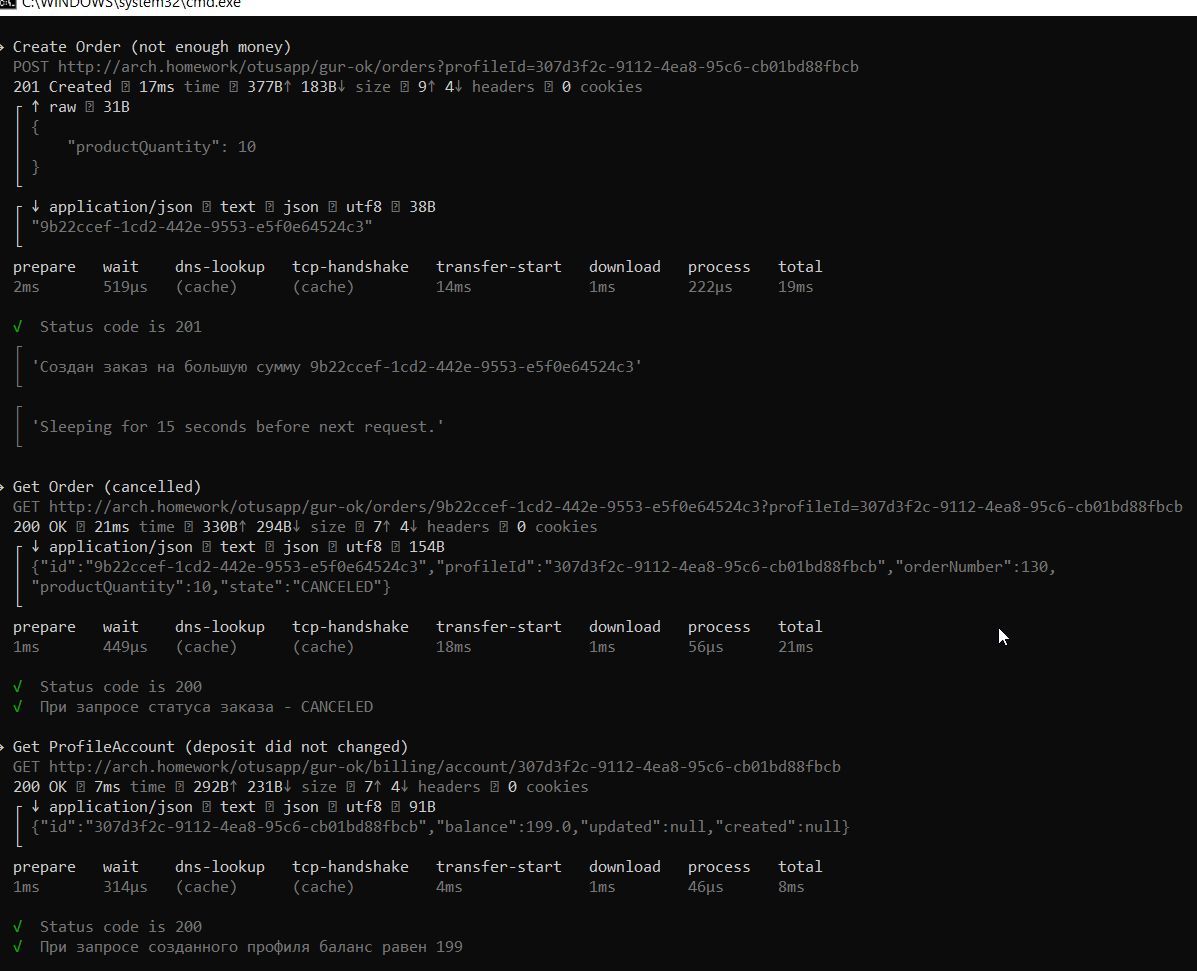 C:\WINDOWS\system32\cmd.exe
→ Create Order (not enough money)
POST http://arch.homework/otusapp/gur-ok/orders?profileId=307d3f2c-9112-4ea8-95c6-cb01bd88fbcb
201 Created ⍰ 17ms time ⍰ 377B↑ 183B↓ size ⍰ 9↑ 4↓ headers ⍰ 0 cookies
↑ raw ⍰ 31B
{
"productQuantity": 10
}
↓ application/json ⍰ text ⍰ json ⍰ utf8 ⍰ 38B
"9b22ccef-1cd2-442e-9553-e5f0e64524c3"
prepare wait dns-lookup tcp-handshake transfer-start download process total
2ms 519µs (cache) (cache) 14ms 1ms 222µs 19ms
√ Status code is 201
'Создан заказ на большую сумму 9b22ccef-1cd2-442e-9553-e5f0e64524c3'
'Sleeping for 15 seconds before next request.'
→ Get Order (cancelled)
GET http://arch.homework/otusapp/gur-ok/orders/9b22ccef-1cd2-442e-9553-e5f0e64524c3?profileId=307d3f2c-9112-4ea8-95c6-cb01bd88fbcb
200 OK ⍰ 21ms time ⍰ 330B↑ 294B↓ size ⍰ 7↑ 4↓ headers ⍰ 0 cookies
↓ application/json ⍰ text ⍰ json ⍰ utf8 ⍰ 154B
{"id":"9b22ccef-1cd2-442e-9553-e5f0e64524c3","profileId":"307d3f2c-9112-4ea8-95c6-cb01bd88fbcb","orderNumber":130,
"productQuantity":10,"state":"CANCELED"}
prepare wait dns-lookup tcp-handshake transfer-start download process total
1ms 449µs (cache) (cache) 18ms 1ms 56µs 21ms
√ Status code is 200
√ При запросе статуса заказа - CANCELED
→ Get ProfileAccount (deposit did not changed)
GET http://arch.homework/otusapp/gur-ok/billing/account/307d3f2c-9112-4ea8-95c6-cb01bd88fbcb
200 OK ⍰ 7ms time ⍰ 292B↑ 231B↓ size ⍰ 7↑ 4↓ headers ⍰ 0 cookies
↓ application/json ⍰ text ⍰ json ⍰ utf8 ⍰ 91B
{"id":"307d3f2c-9112-4ea8-95c6-cb01bd88fbcb","balance":199.0,"updated":null,"created":null}
prepare wait dns-lookup tcp-handshake transfer-start download process total
1ms 314µs (cache) (cache) 4ms 1ms 46µs 8ms
√ Status code is 200
√ При запросе созданного профиля баланс равен 199